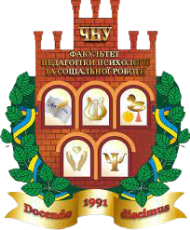 ЧНУ
ФАКУЛЬТЕТ
ПЕДАГОГІКИ ПСИХОЛОГІЇ
ТА СОЦІАЛЬНОЇ РОБОТИ
Docendo 1991 discimus